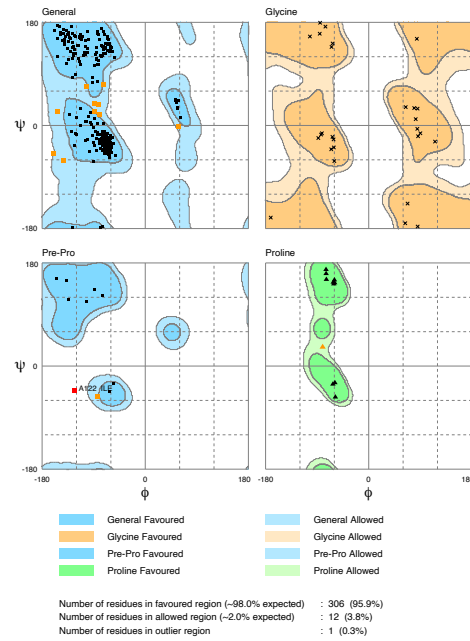 General
Glycine
180
ψ
0
-180
Pre-Pro
Proline
180
A122 ILE
ψ
0
-180
-180
0
180
-180
0
180
ϕ
ϕ
General Favoured
General Allowed
Glycine Favoured
Glycine Allowed
Pre-Pro Favoured
Pre-Pro Allowed
Proline Favoured
Proline Allowed
Number of residues in favoured region (~98.0% expected) : 306 (95.9%)
Number of residues in allowed region (~2.0% expected) : 12 (3.8%)
Number of residues in outlier region : 1 (0.3%)